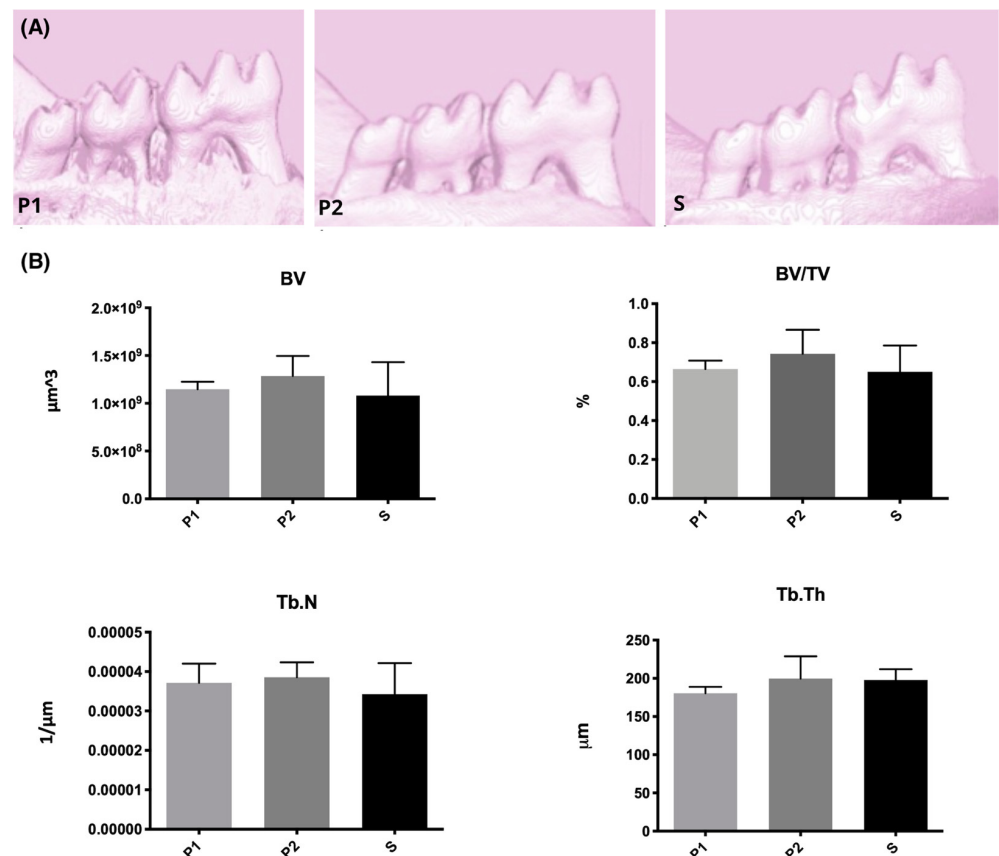 (A)
P1
P2
S
(B)
BV
2.0×10⁹
1.5×10⁹
1.0×10⁹
5.0×10⁸
0.0
µm^3
P1
P2
S
BV/TV
1.0
0.8
0.6
0.4
0.2
0.0
%
P1
P2
S
Tb.N
0.00005
0.00004
0.00003
0.00002
0.00001
0.00000
1/µm
P1
P2
S
Tb.Th
250
200
150
100
50
0
µm
P1
P2
S